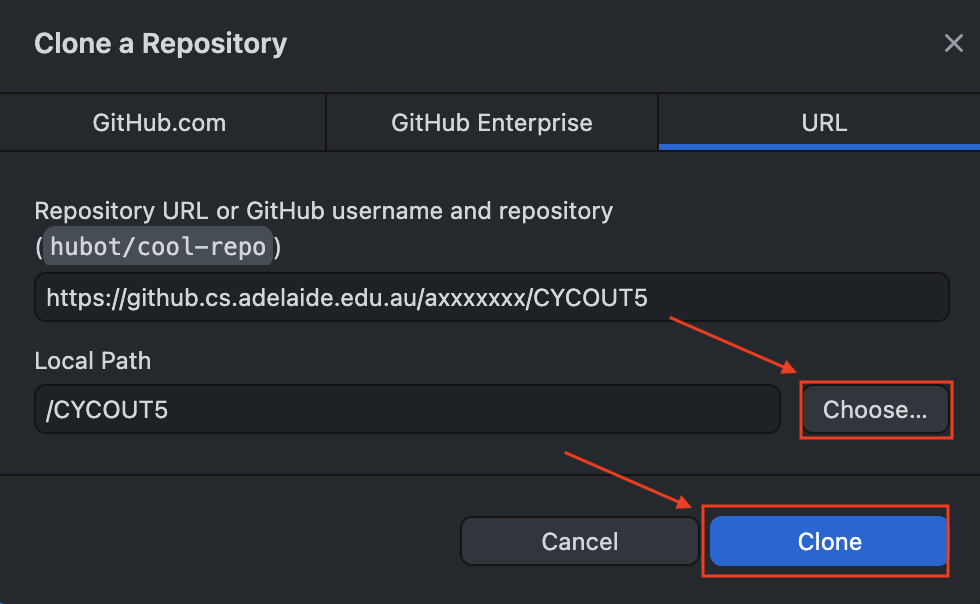 Clone a Repository
GitHub.com
GitHub Enterprise
URL
Repository URL or GitHub username and repository
(hubot/cool-repo)
https://github.cs.adelaide.edu.au/axxxxxxx/CYCOUT5
Local Path
/CYCOUT5
Choose...
Cancel
Clone